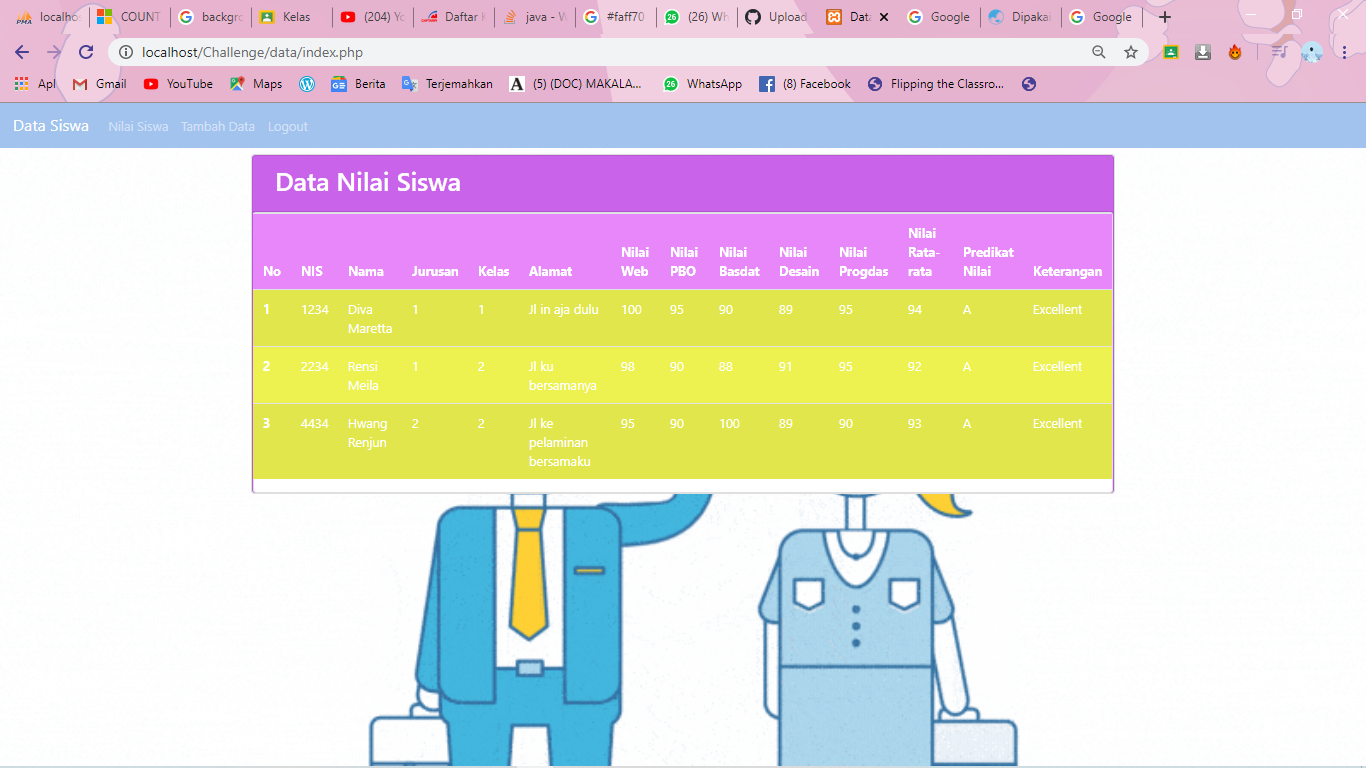 localhos
COUNT
backgro
Kelas
(204) Yo
Daftar K
java - W
#faff70
(26) Wh
Upload
Data
Google
Dipakai
Google
localhost/Challenge/data/index.php
Apl
Gmail
YouTube
Maps
Berita
Terjemahkan
(5) (DOC) MAKALA...
WhatsApp
(8) Facebook
Flipping the Classro...
Data Siswa Nilai Siswa Tambah Data Logout
Data Nilai Siswa
No NIS Nama Jurusan Kelas Alamat Nilai Web Nilai PBO Nilai Basdat Nilai Desain Nilai Progdas Nilai Rata-rata Predikat Nilai Keterangan
1 1234 Diva Maretta 1 1 Jl in aja dulu 100 95 90 89 95 94 A Excellent
2 2234 Rensi Meila 1 2 Jl ku bersamanya 98 90 88 91 95 92 A Excellent
3 4434 Hwang Renjun 2 2 Jl ke pelaminan bersamaku 95 90 100 89 90 93 A Excellent